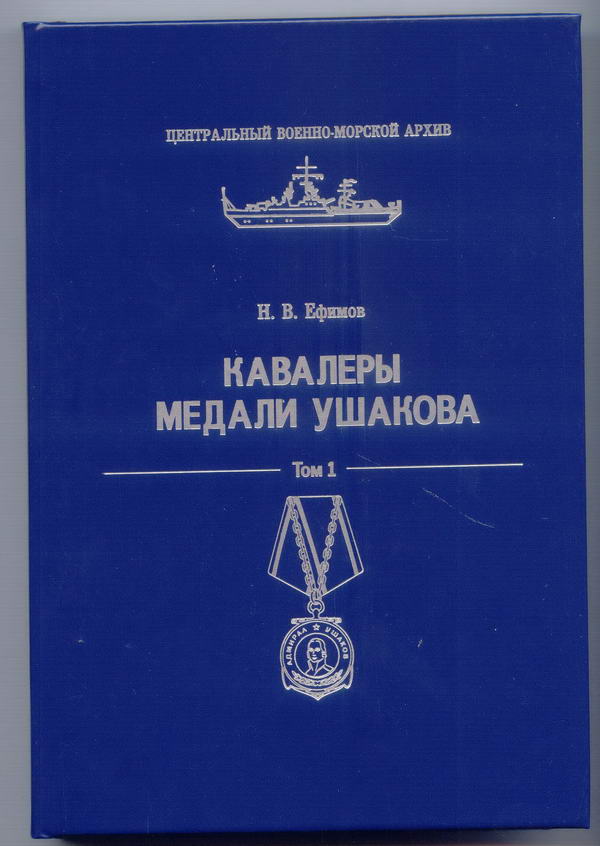 ЦЕНТРАЛЬНЫЙ ВОЕННО-МОРСКОЙ АРХИВ
Н. В. Ефимов
КАВАЛЕРЫ
МЕДАЛИ УШАКОВА
Том 1
АДМИРАЛ ★ УШАКОВ